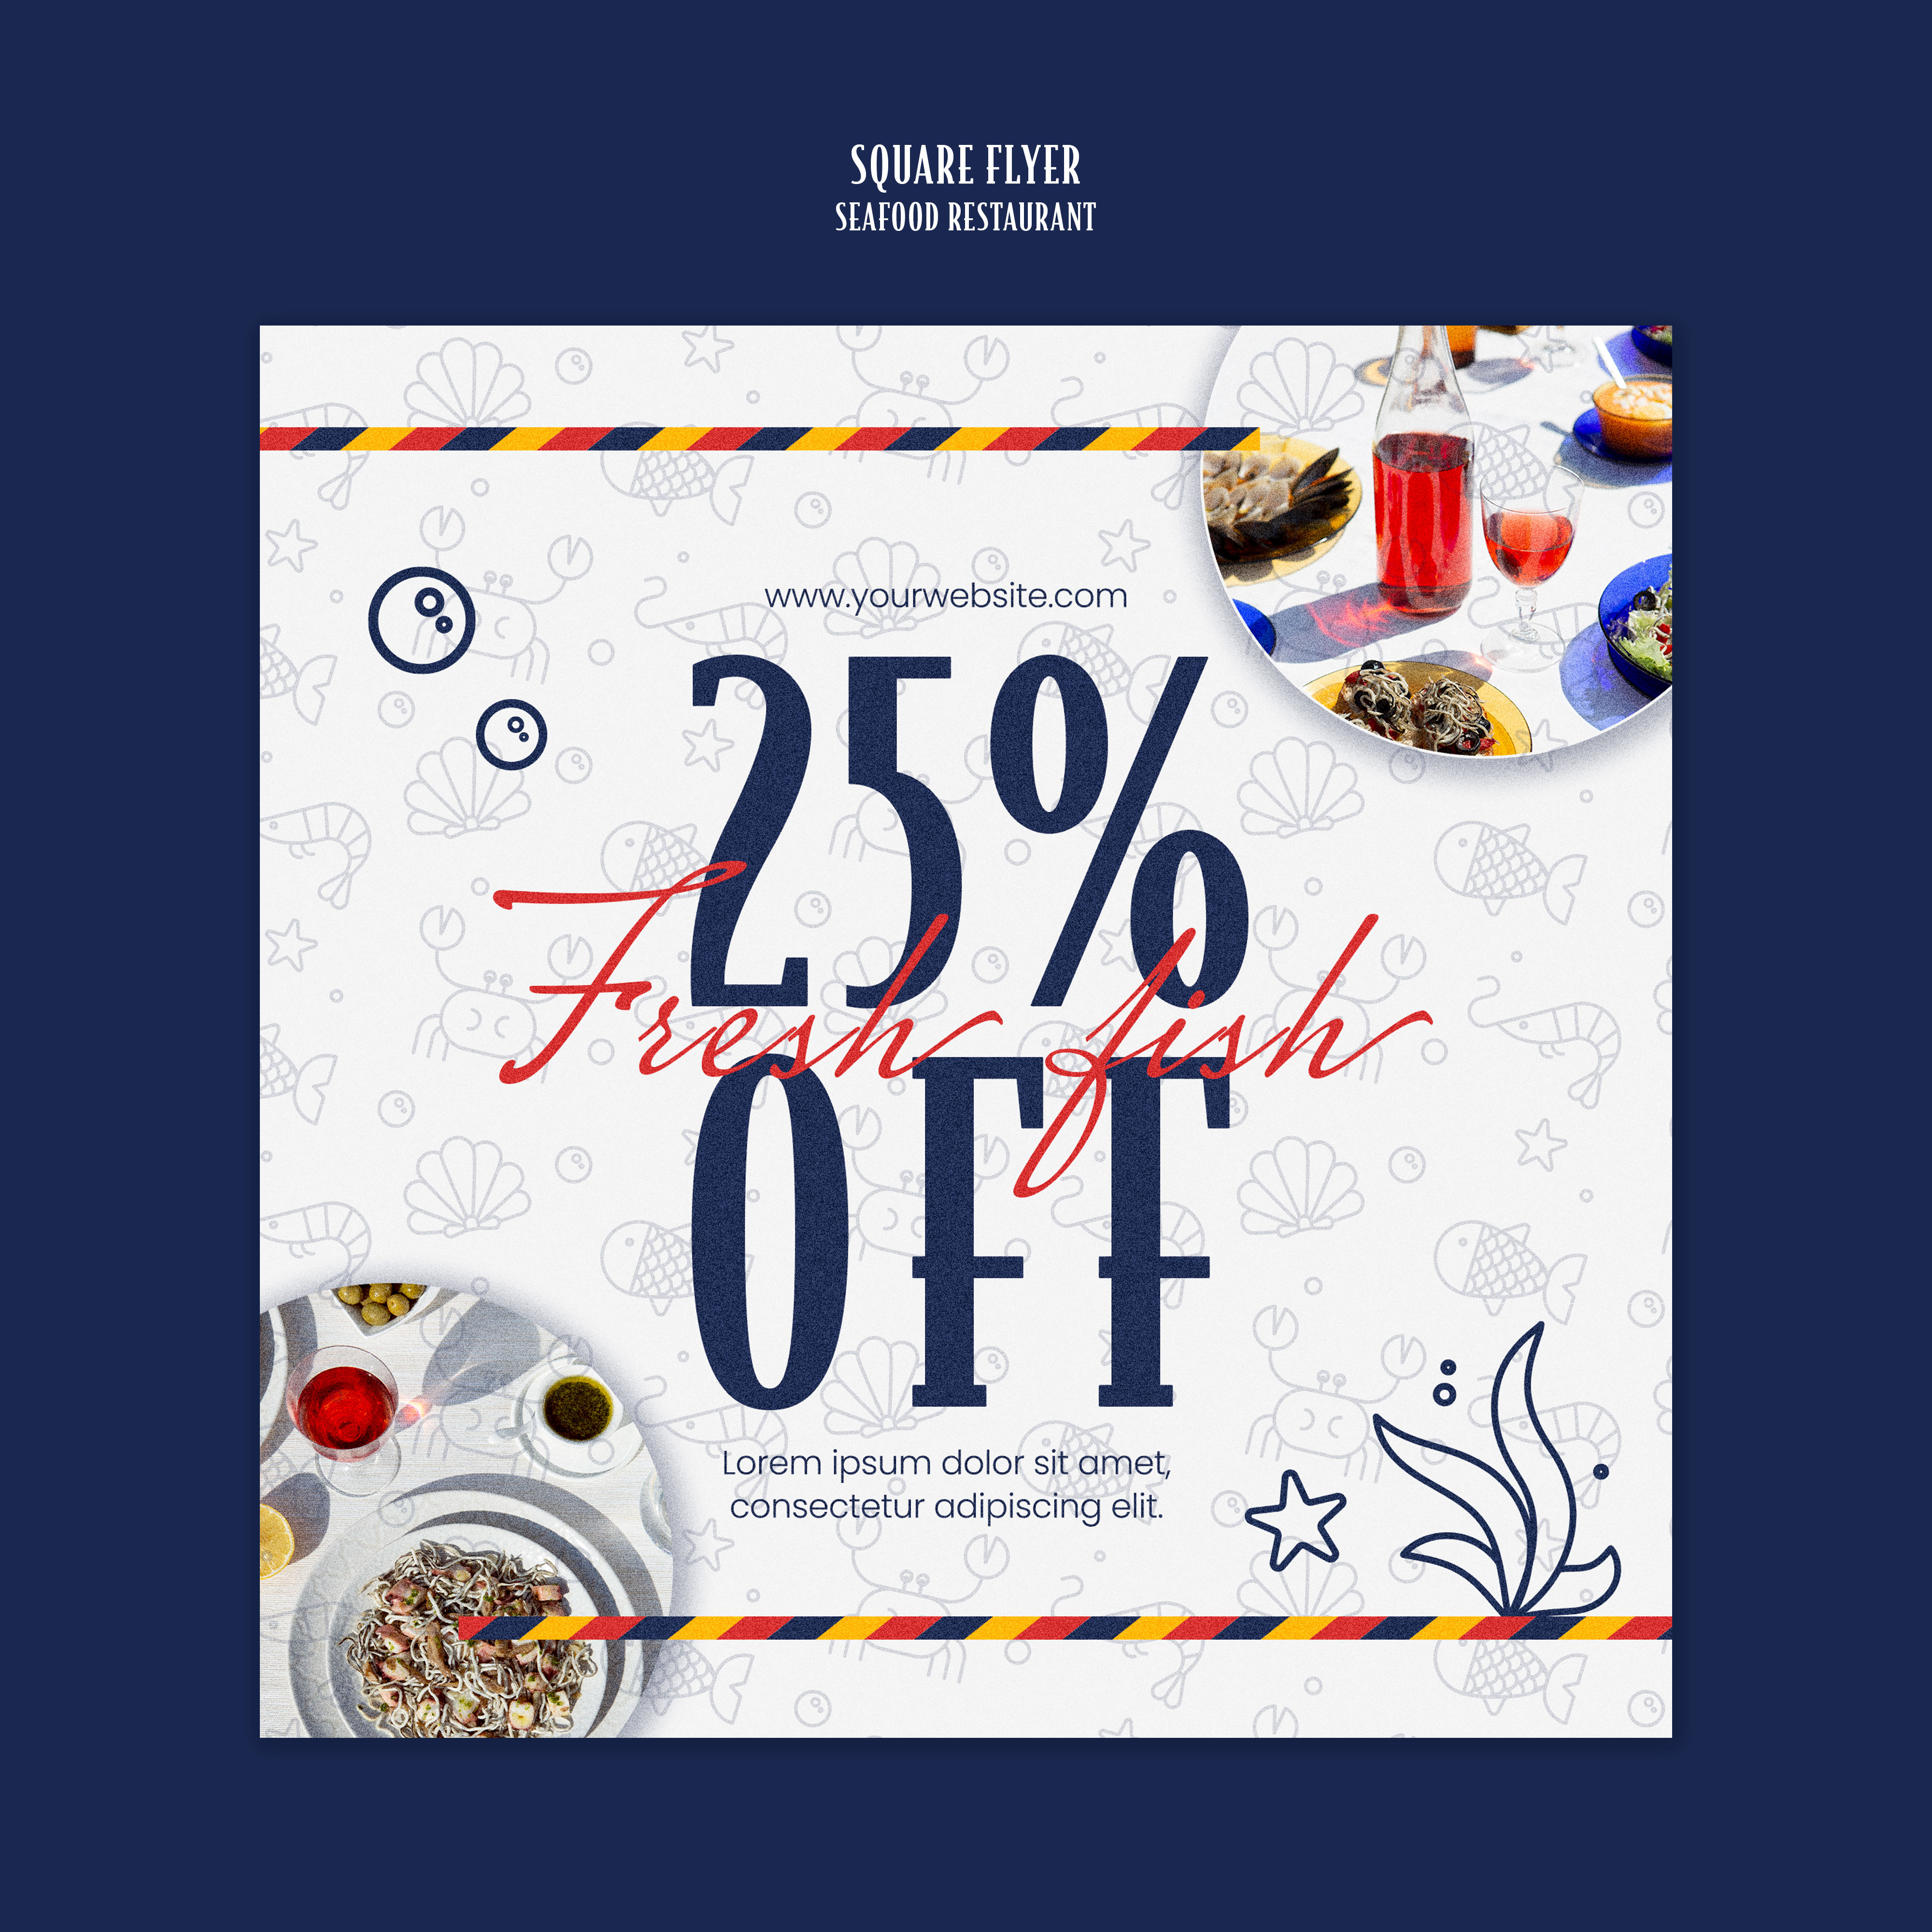 SQUARE FLYER
SEAFOOD RESTAURANT
www.yourwebsite.com
25%
Fresh fish
OFF
Lorem ipsum dolor sit amet,
consectetur adipiscing elit.